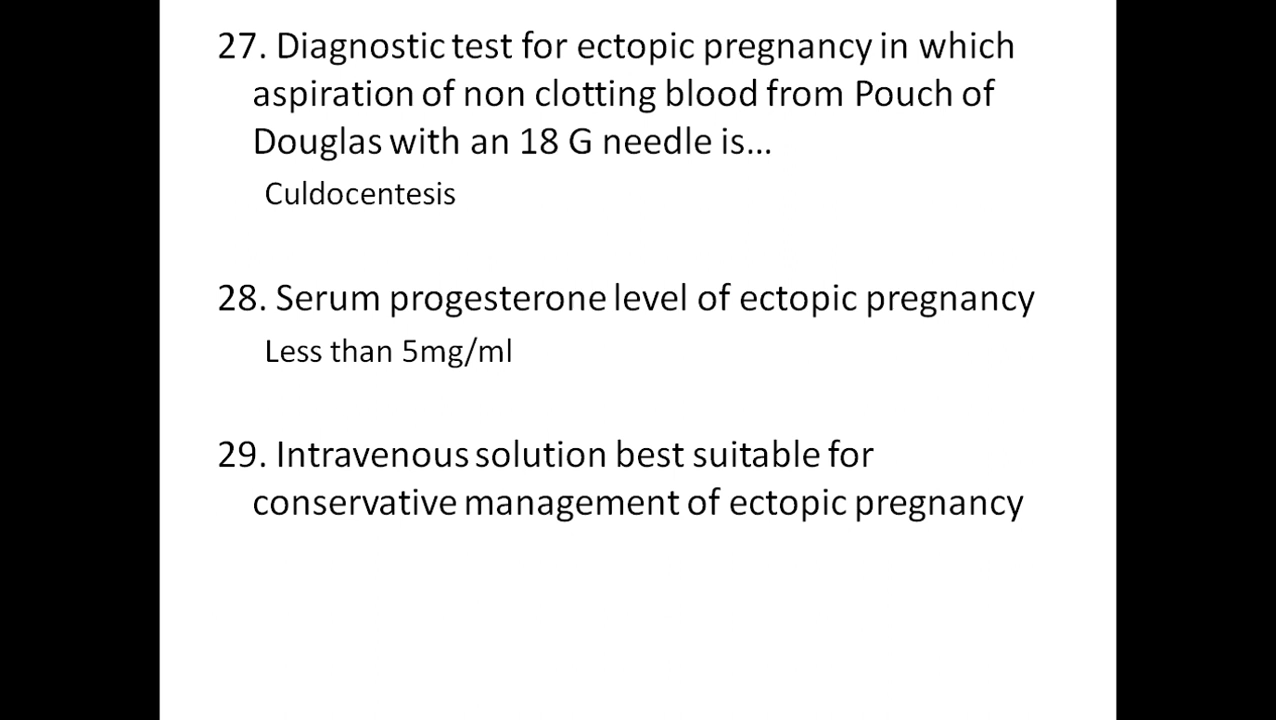 27. Diagnostic test for ectopic pregnancy in which
aspiration of non clotting blood from Pouch of
Douglas with an 18 G needle is...
Culdocentesis
28. Serum progesterone level of ectopic pregnancy
Less than 5mg/ml
29. Intravenous solution best suitable for
conservative management of ectopic pregnancy